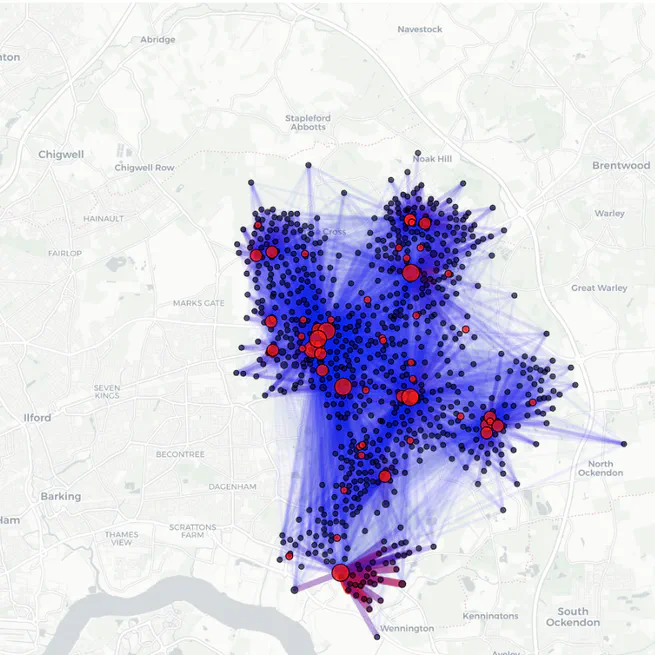 Navestock
Abridge
nton
Stapleford
Abbotts
Chigwell
Noak Hill
Chigwell Row
Brentwood
HAINAULT
Warley
Cross
FAIRLOP
Great Warley
MARKS GATE
SEVEN
KINGS
Ilford
BECONTREE
North
Ockendon
DAGENHAM
Barking
SCRATTONS
FARM
Ham
THAMES
VIEW
Kenningtons
South
Ockendon
Wennington
Aveley